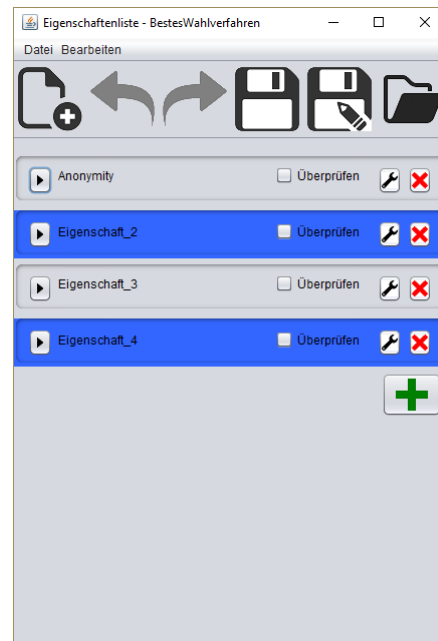 Eigenschaftenliste - BestesWahlverfahren
Datei Bearbeiten
Anonymity Überprüfen
Eigenschaft_2 Überprüfen
Eigenschaft_3 Überprüfen
Eigenschaft_4 Überprüfen